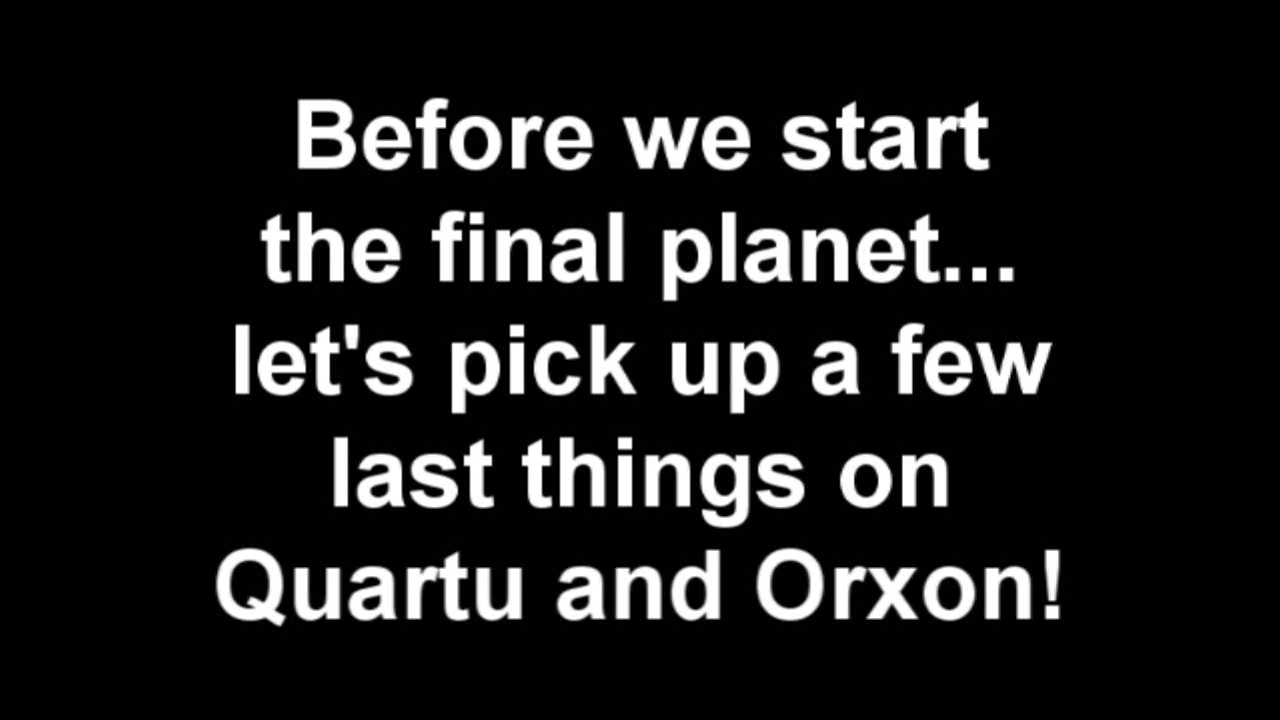 Before we start
the final planet...
let's pick up a few
last things on
Quartu and Orxon!